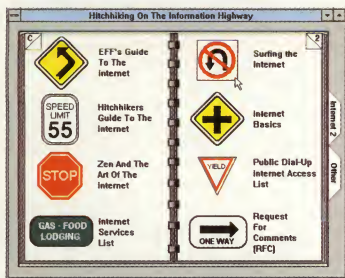 Hitchhiking On The Information Highway
C
EFF's Guide
To The
Internet
SPEED
LIMIT
55
Hitchhikers
Guide To The
Internet
STOP
Zen And The
Art Of The
Internet
GAS - FOOD
LODGING
Internet
Services
List
2
Surfing the
Internet
Internet
Basics
YIELD
Public Dial-Up
Internet Access
List
ONE WAY
Request
For
Comments
(RFC)
Internet 2
Other